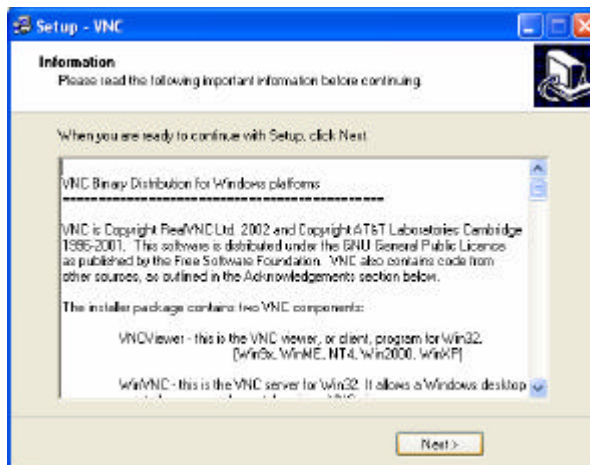 Setup - VNC
Information
Please read the following important information before continuing.
When you are ready to continue with Setup, click Next.
VNC Binary Distribution for Windows platforms
==============================================
VNC is Copyright RealVNC Ltd. 2002 and Copyright AT&T Laboratories Cambridge
1996-2001. This software is distributed under the GNU General Public Licence
as published by the Free Software Foundation. VNC also contains code from
other sources, as outlined in the Acknowledgements section below.
The installer package contains two VNC components:
VNCViewer - this is the VNC viewer, or client, program for Win32.
(Win9x, WinME, NT4, Win2000, WinXP)
WinVNC - this is the VNC server for Win32. It allows a Windows desktop
Next >